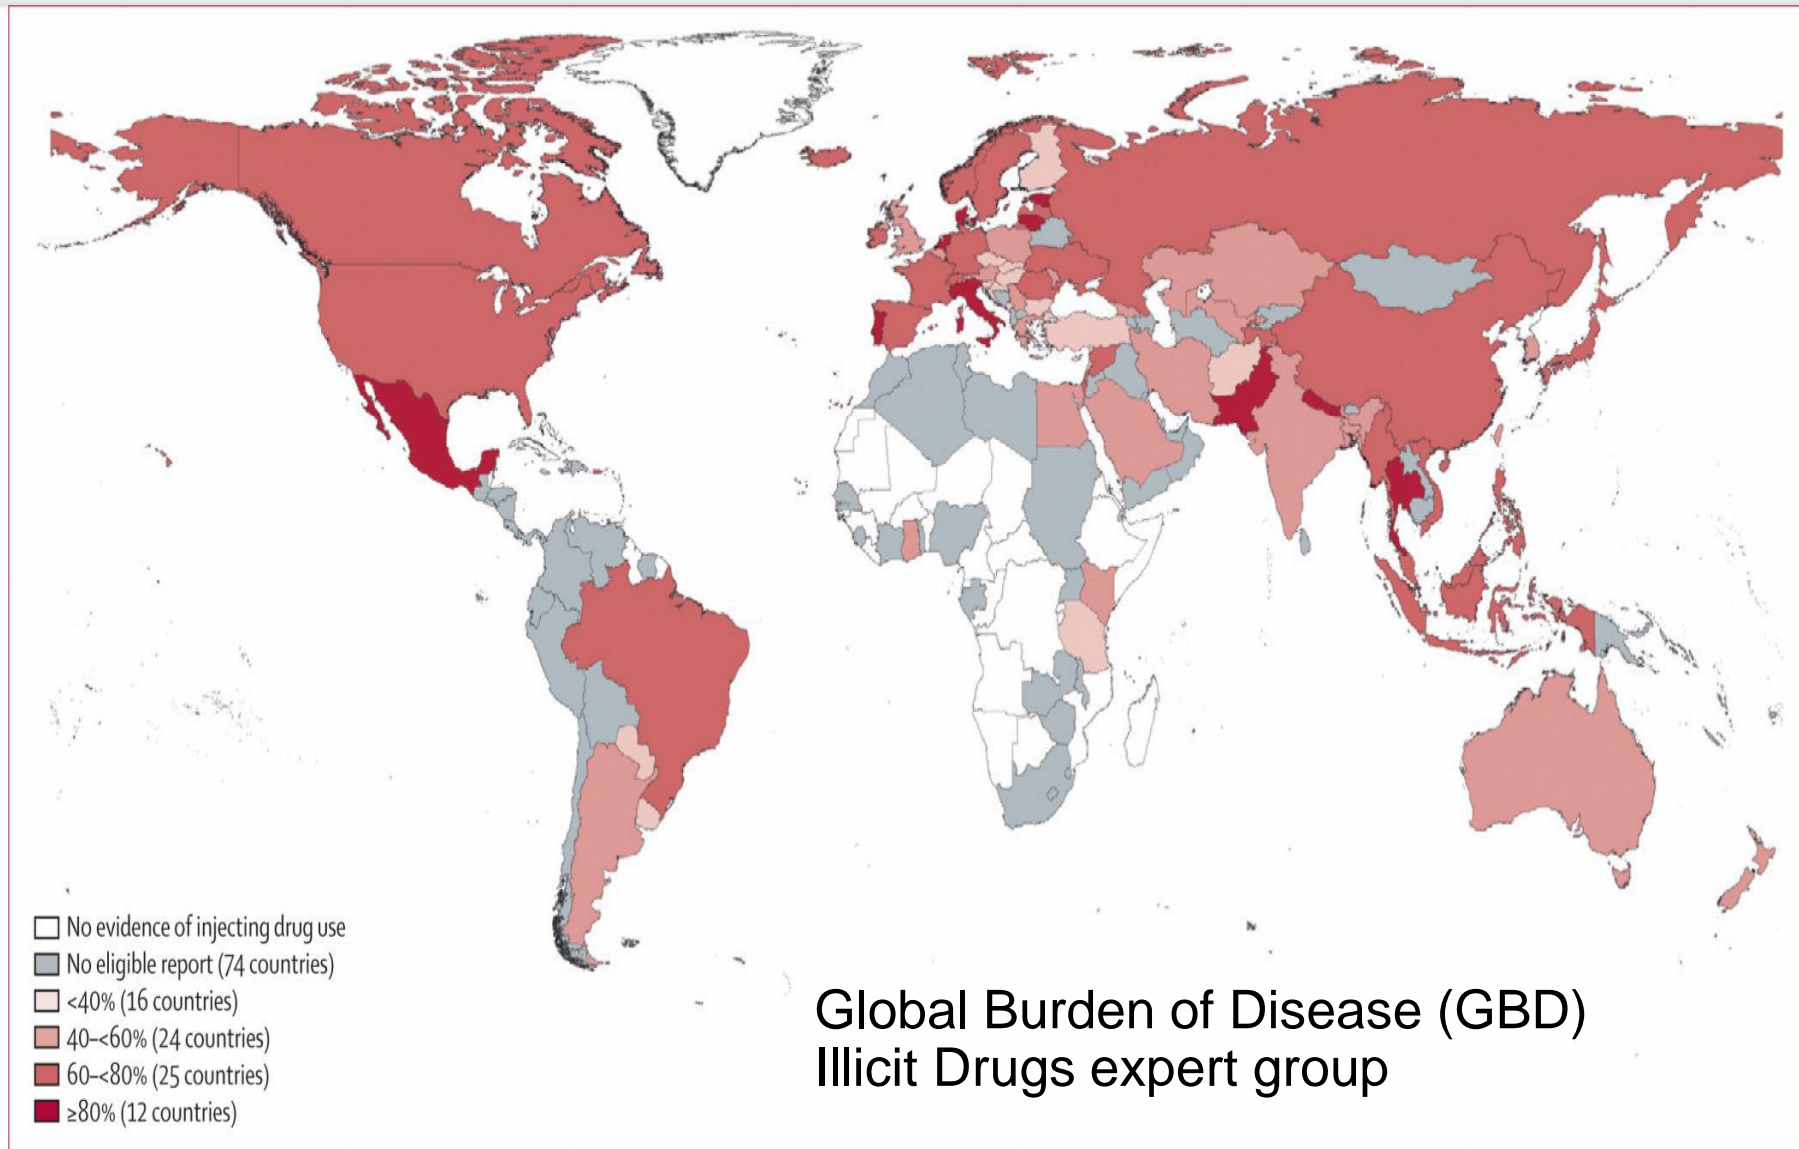 No evidence of injecting drug use
No eligible report (74 countries)
<40% (16 countries)
40–<60% (24 countries)
60–<80% (25 countries)
≥80% (12 countries)
Global Burden of Disease (GBD)
Illicit Drugs expert group